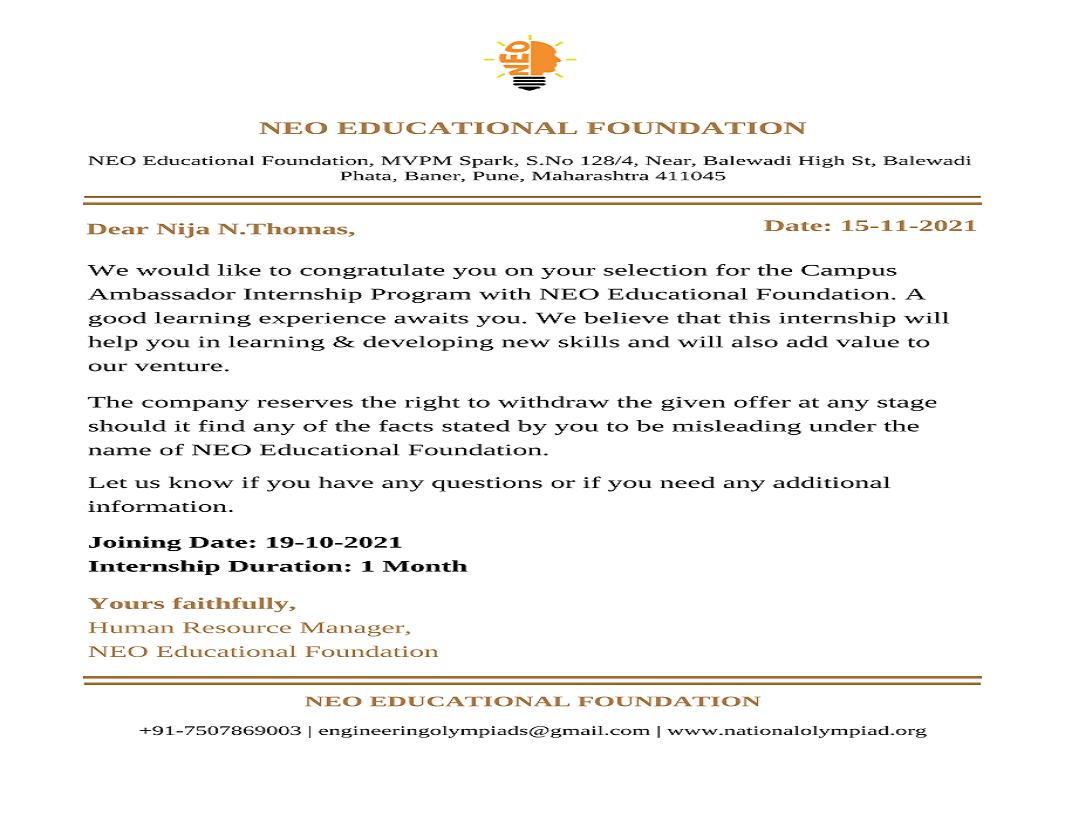 NEO
NEO EDUCATIONAL FOUNDATION
NEO Educational Foundation, MVPM Spark, S.No 128/4, Near, Balewadi High St, Balewadi
Phata, Baner, Pune, Maharashtra 411045
Dear Nija N.Thomas,
Date: 15-11-2021
We would like to congratulate you on your selection for the Campus
Ambassador Internship Program with NEO Educational Foundation. A
good learning experience awaits you. We believe that this internship will
help you in learning & developing new skills and will also add value to
our venture.
The company reserves the right to withdraw the given offer at any stage
should it find any of the facts stated by you to be misleading under the
name of NEO Educational Foundation.
Let us know if you have any questions or if you need any additional
information.
Joining Date: 19-10-2021
Internship Duration: 1 Month
Yours faithfully,
Human Resource Manager,
NEO Educational Foundation
NEO EDUCATIONAL FOUNDATION
+91-7507869003 | engineeringolympiads@gmail.com | www.nationalolympiad.org